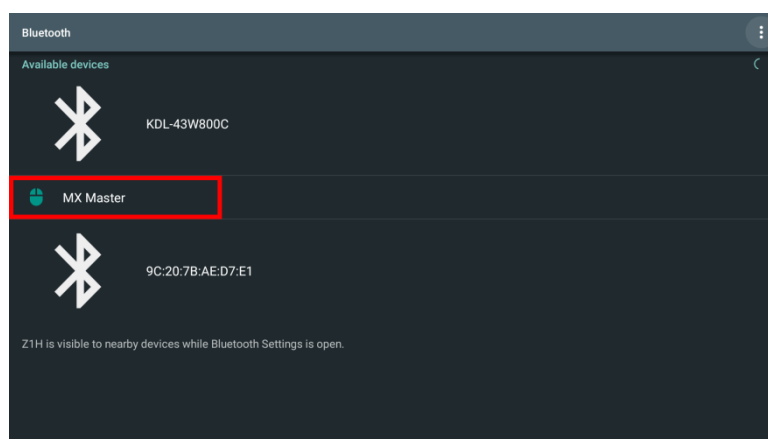 Bluetooth
Available devices
KDL-43W800C
MX Master
9C:20:7B:AE:D7:E1
Z1H is visible to nearby devices while Bluetooth Settings is open.